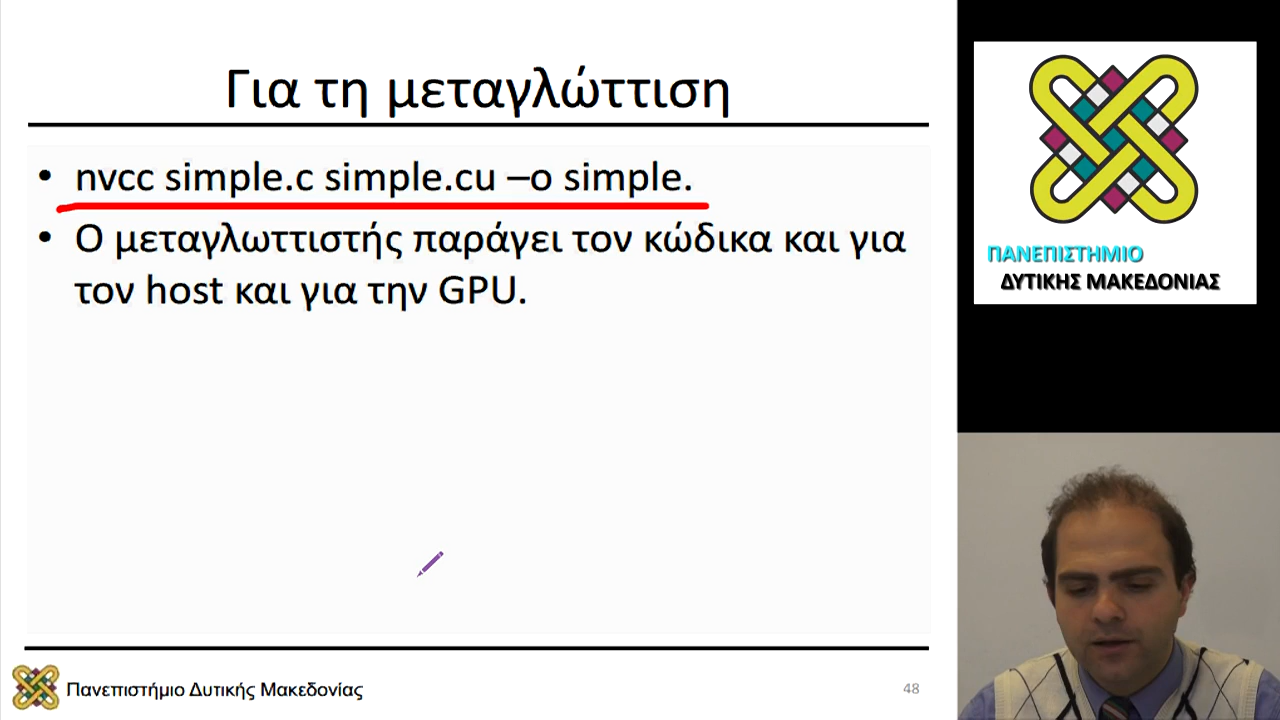 Για τη μεταγλώττιση
• nvcc simple.c simple.cu –o simple.
• Ο μεταγλωττιστής παράγει τον κώδικα και για
τον host και για την GPU.
Πανεπιστήμιο Δυτικής Μακεδονίας
48
ΠΑΝΕΠΙΣΤΗΜΙΟ
ΔΥΤΙΚΗΣ ΜΑΚΕΔΟΝΙΑΣ